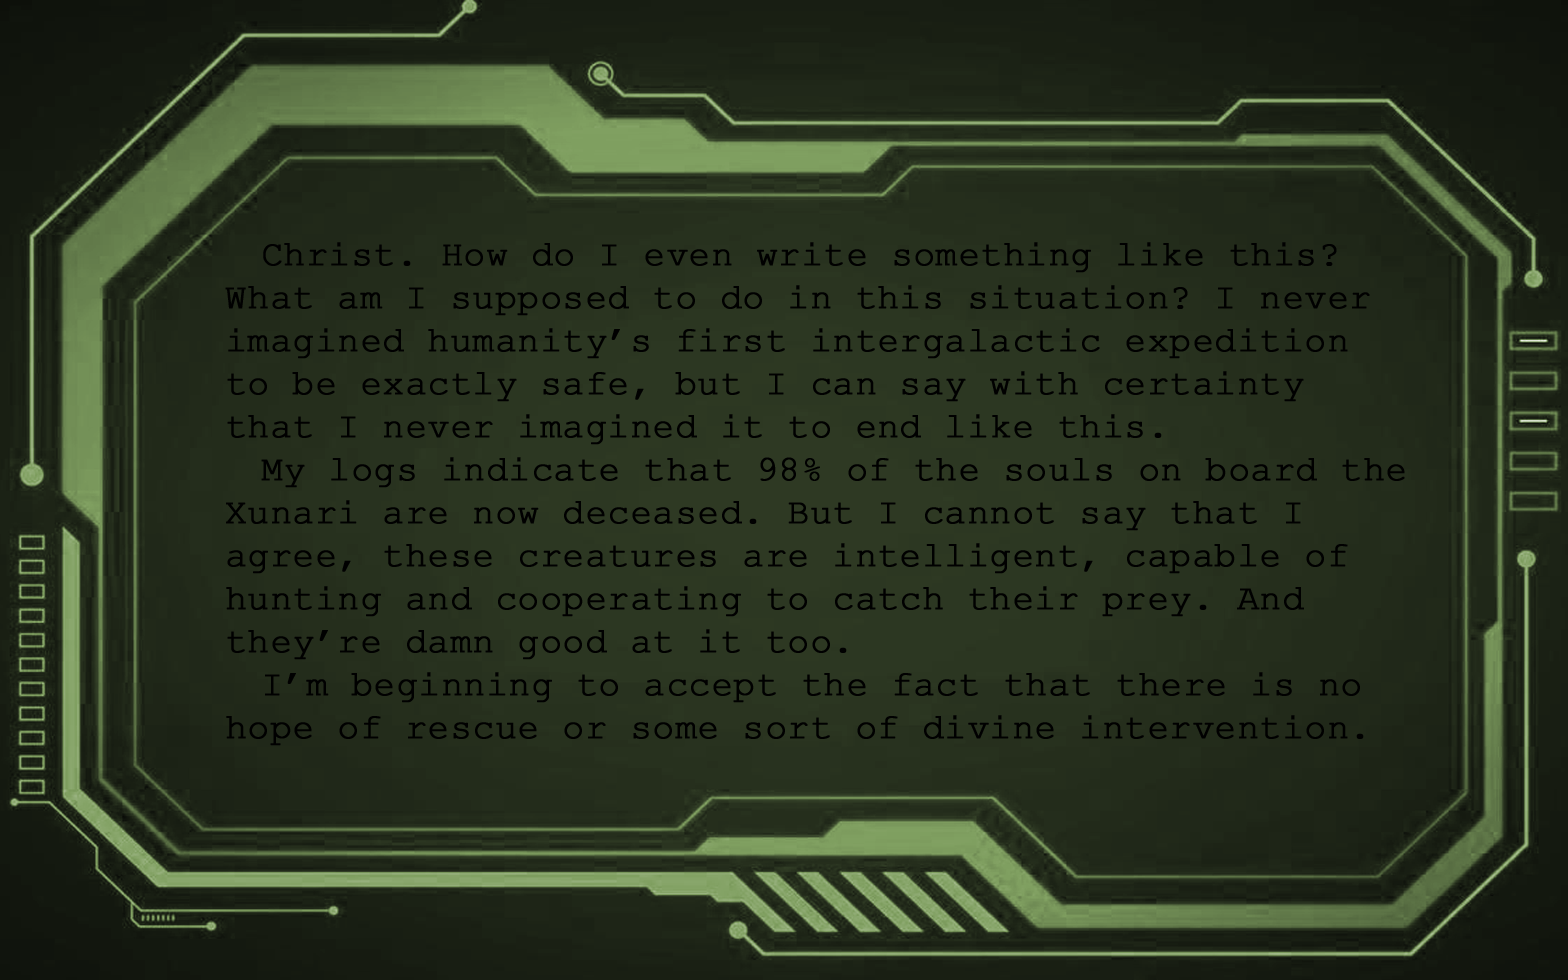 Christ. How do I even write something like this?
What am I supposed to do in this situation? I never
imagined humanity’s first intergalactic expedition
to be exactly safe, but I can say with certainty
that I never imagined it to end like this.
My logs indicate that 98% of the souls on board the
Xunari are now deceased. But I cannot say that I
agree, these creatures are intelligent, capable of
hunting and cooperating to catch their prey. And
they’re damn good at it too.
I’m beginning to accept the fact that there is no
hope of rescue or some sort of divine intervention.